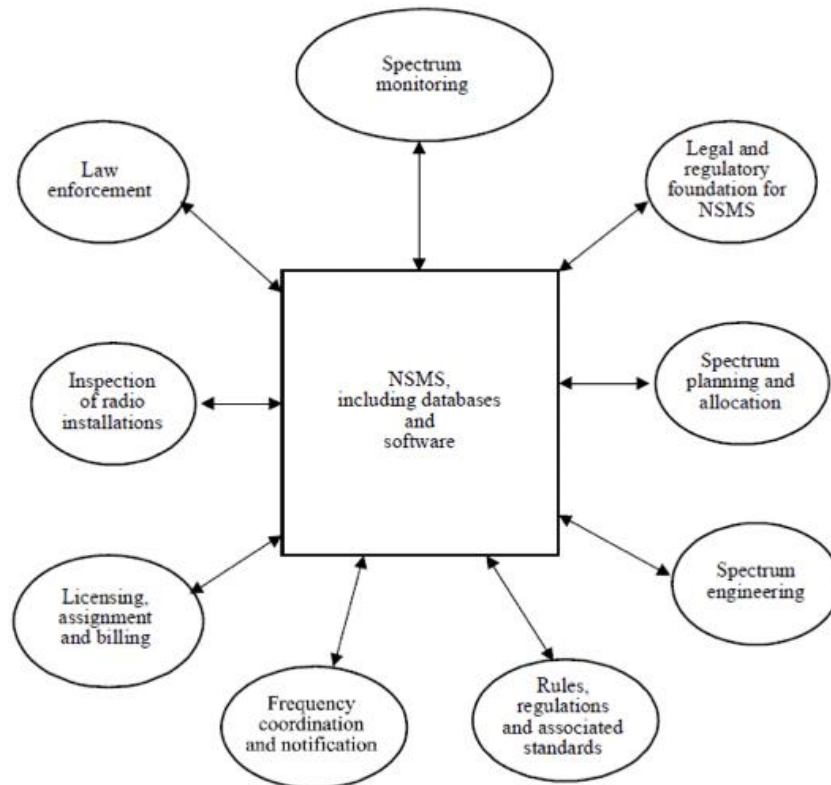 Spectrum
monitoring
Law
enforcement
Legal and
regulatory
foundation for
NSMS
NSMS,
including databases
and
software
Inspection
of radio
installations
Spectrum
planning and
allocation
Licensing,
assignment
and billing
Spectrum
engineering
Frequency
coordination
and notification
Rules,
regulations
and associated
standards